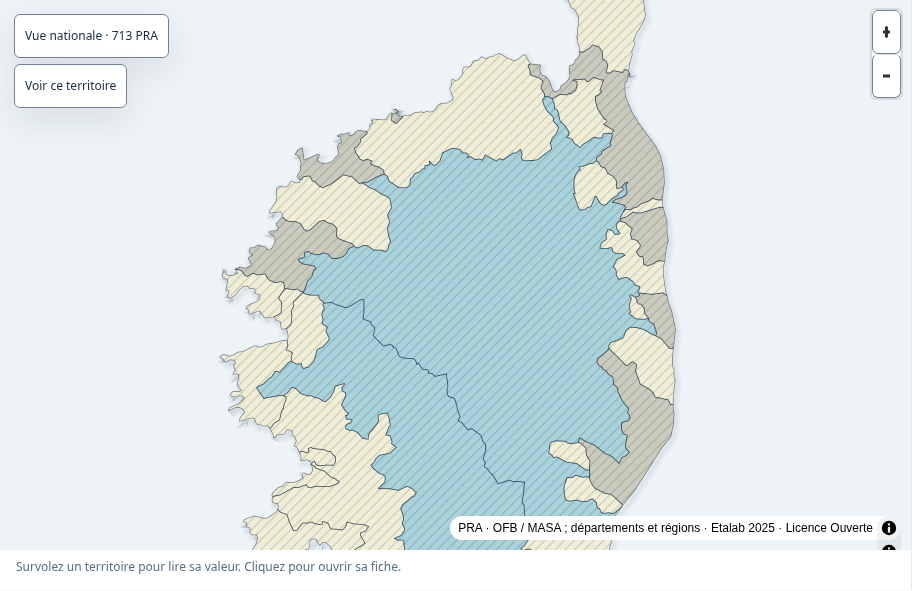 Vue nationale · 713 PRA
Voir ce territoire
+
-
PRA · OFB / MASA ; départements et régions · Etalab 2025 · Licence Ouverte
Survolez un territoire pour lire sa valeur. Cliquez pour ouvrir sa fiche.